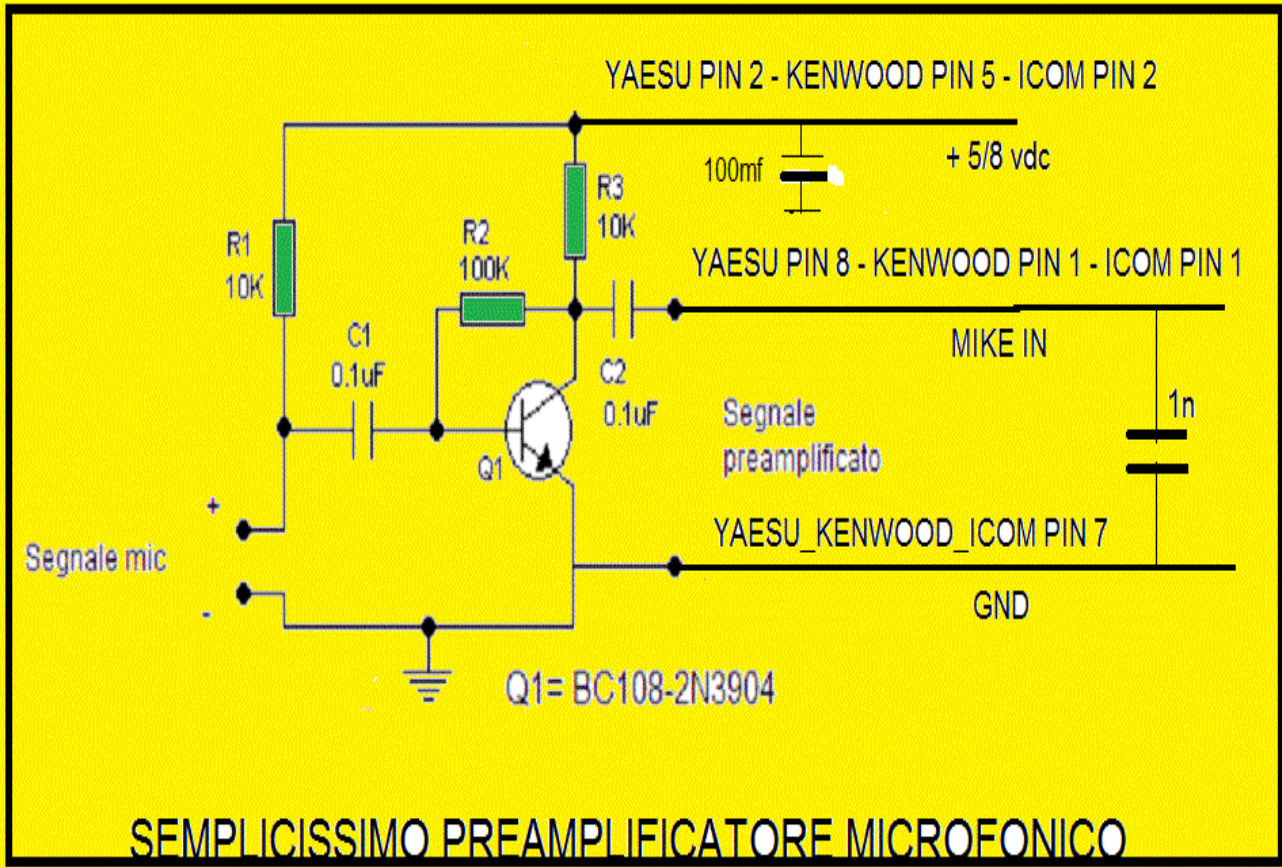 YAESU PIN 2 - KENWOOD PIN 5 - ICOM PIN 2
+ 5/8 vdc
100mf
R3
10K
R1
10K
R2
100K
YAESU PIN 8 - KENWOOD PIN 1 - ICOM PIN 1
MIKE IN
C1
0.1uF
C2
0.1uF
1n
Segnale
preamplificato
Q1
+
Segnale mic
-
YAESU_KENWOOD_ICOM PIN 7
GND
Q1= BC108-2N3904
SEMPLICISSIMO PREAMPLIFICATORE MICROFONICO